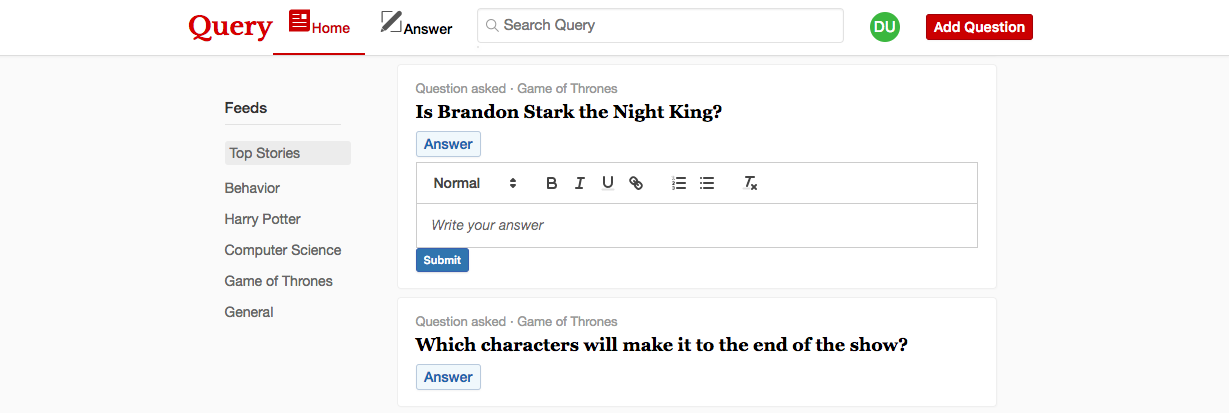 Query Home Answer Search Query DU Add Question
Feeds
Top Stories
Behavior
Harry Potter
Computer Science
Game of Thrones
General
Question asked · Game of Thrones
Is Brandon Stark the Night King?
Answer
Normal B I U Tx
Write your answer
Submit
Question asked · Game of Thrones
Which characters will make it to the end of the show?
Answer